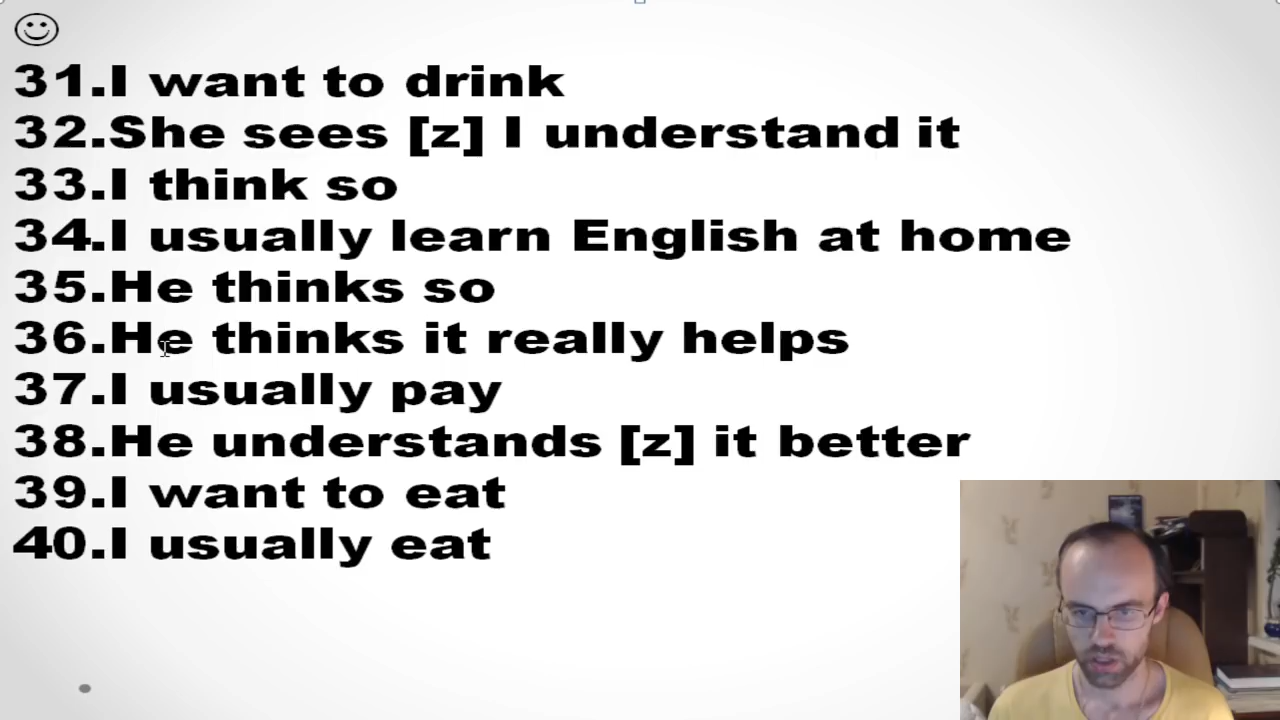 31.I want to drink
32.She sees [z] I understand it
33.I think so
34.I usually learn English at home
35.He thinks so
36.He thinks it really helps
37.I usually pay
38.He understands [z] it better
39.I want to eat
40.I usually eat